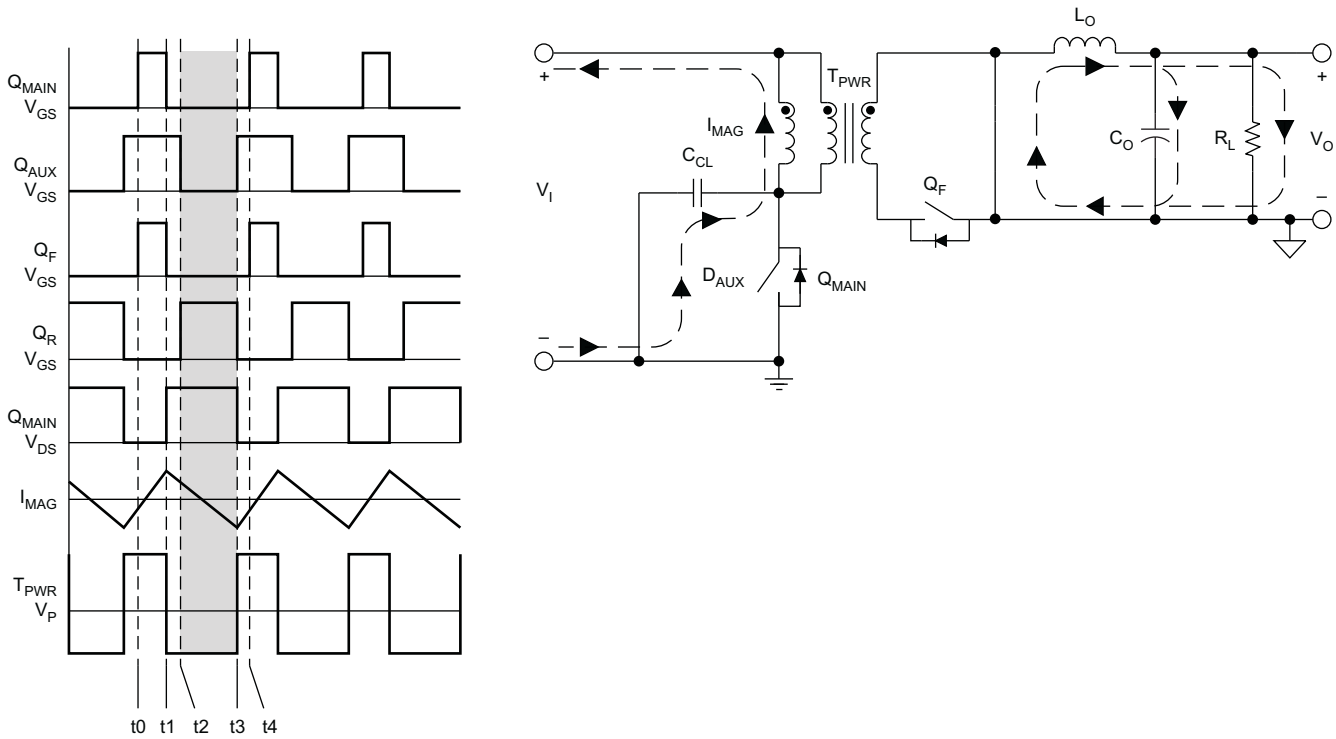 Q_MAIN
V_GS
Q_AUX
V_GS
Q_F
V_GS
Q_R
V_GS
Q_MAIN
V_DS
I_MAG
T_PWR
V_P
t0 t1 t2 t3 t4
L_O
+
T_PWR
+
I_MAG
C_CL
C_O
R_L
V_O
V_I
Q_F
–
D_AUX
Q_MAIN
–